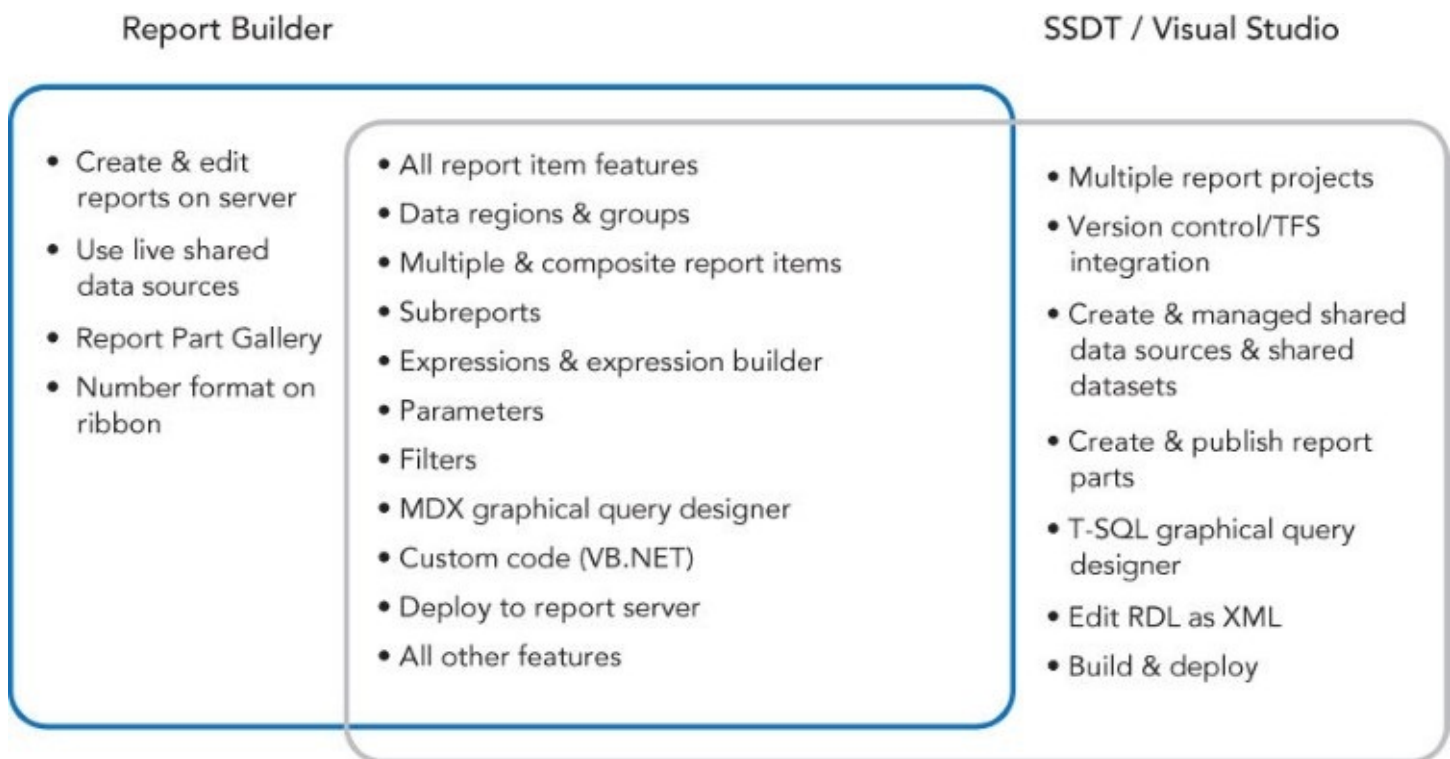 Report Builder
SSDT / Visual Studio
• Create & edit
reports on server
• Use live shared
data sources
• Report Part Gallery
• Number format on
ribbon
• All report item features
• Data regions & groups
• Multiple & composite report items
• Subreports
• Expressions & expression builder
• Parameters
• Filters
• MDX graphical query designer
• Custom code (VB.NET)
• Deploy to report server
• All other features
• Multiple report projects
• Version control/TFS
integration
• Create & managed shared
data sources & shared
datasets
• Create & publish report
parts
• T-SQL graphical query
designer
• Edit RDL as XML
• Build & deploy